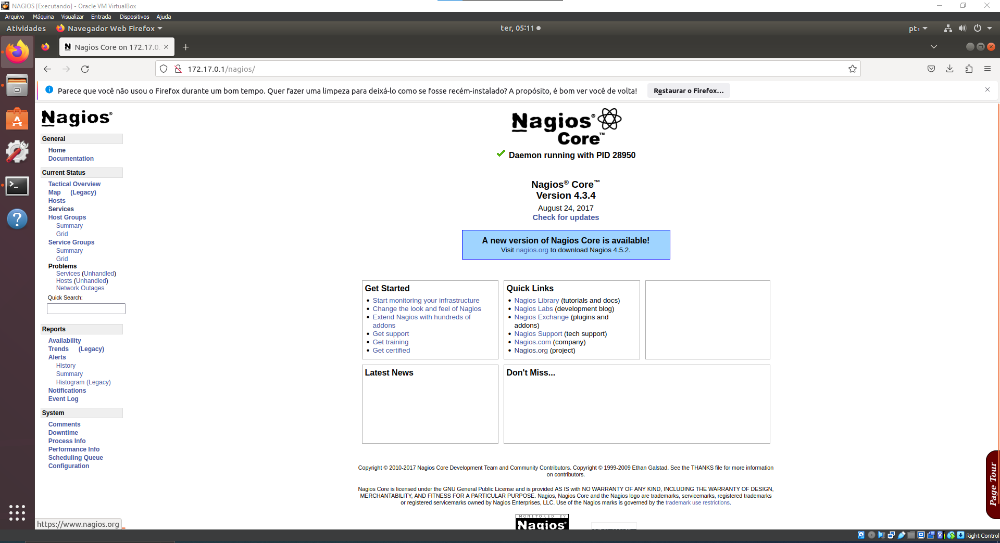 NAGIOS [Executando] - Oracle VM VirtualBox
Arquivo Máquina Visualizar Entrada Dispositivos Ajuda
Atividades Navegador Web Firefox ter, 05:11 pt₁
Nagios Core on 172.17.0.
172.17.0.1/nagios/
Parece que você não usou o Firefox durante um bom tempo. Quer fazer uma limpeza para deixá-lo como se fosse recém-instalado? A propósito, é bom ver você de volta! Restaurar o Firefox...
Nagios®
General
Home
Documentation
Current Status
Tactical Overview
Map (Legacy)
Hosts
Services
Host Groups
Summary
Grid
Service Groups
Summary
Grid
Problems
Services (Unhandled)
Hosts (Unhandled)
Network Outages
Quick Search:
Reports
Availability
Trends (Legacy)
Alerts
History
Summary
Histogram (Legacy)
Notifications
Event Log
System
Comments
Downtime
Process Info
Performance Info
Scheduling Queue
Configuration
Nagios®
Core™
Daemon running with PID 28950
Nagios® Core™
Version 4.3.4
August 24, 2017
Check for updates
A new version of Nagios Core is available!
Visit nagios.org to download Nagios 4.5.2.
Get Started
• Start monitoring your infrastructure
• Change the look and feel of Nagios
• Extend Nagios with hundreds of
addons
• Get support
• Get training
• Get certified
Quick Links
• Nagios Library (tutorials and docs)
• Nagios Labs (development blog)
• Nagios Exchange (plugins and
addons)
• Nagios Support (tech support)
• Nagios.com (company)
• Nagios.org (project)
Latest News
Don't Miss...
Copyright © 2010-2017 Nagios Core Development Team and Community Contributors. Copyright © 1999-2009 Ethan Galstad. See the THANKS file for more information
on contributors.
Nagios Core is licensed under the GNU General Public License and is provided AS IS with NO WARRANTY OF ANY KIND, INCLUDING THE WARRANTY OF DESIGN,
MERCHANTABILITY, AND FITNESS FOR A PARTICULAR PURPOSE. Nagios, Nagios Core and the Nagios logo are trademarks, servicemarks, registered trademarks
or registered servicemarks owned by Nagios Enterprises, LLC. Use of the Nagios marks is governed by the trademark use restrictions.
MONITORED BY
Nagios®
Page Tour
https://www.nagios.org
Right Control